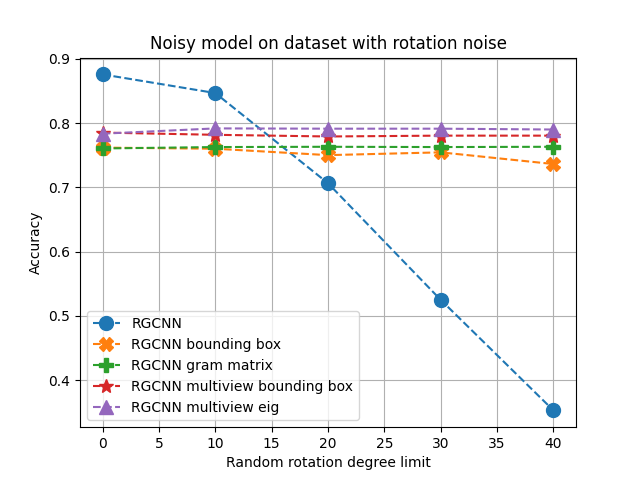 Noisy model on dataset with rotation noise
0.9
0.8
0.7
0.6
0.5
0.4
Accuracy
RGCNN
RGCNN bounding box
RGCNN gram matrix
RGCNN multiview bounding box
RGCNN multiview eig
0 5 10 15 20 25 30 35 40
Random rotation degree limit